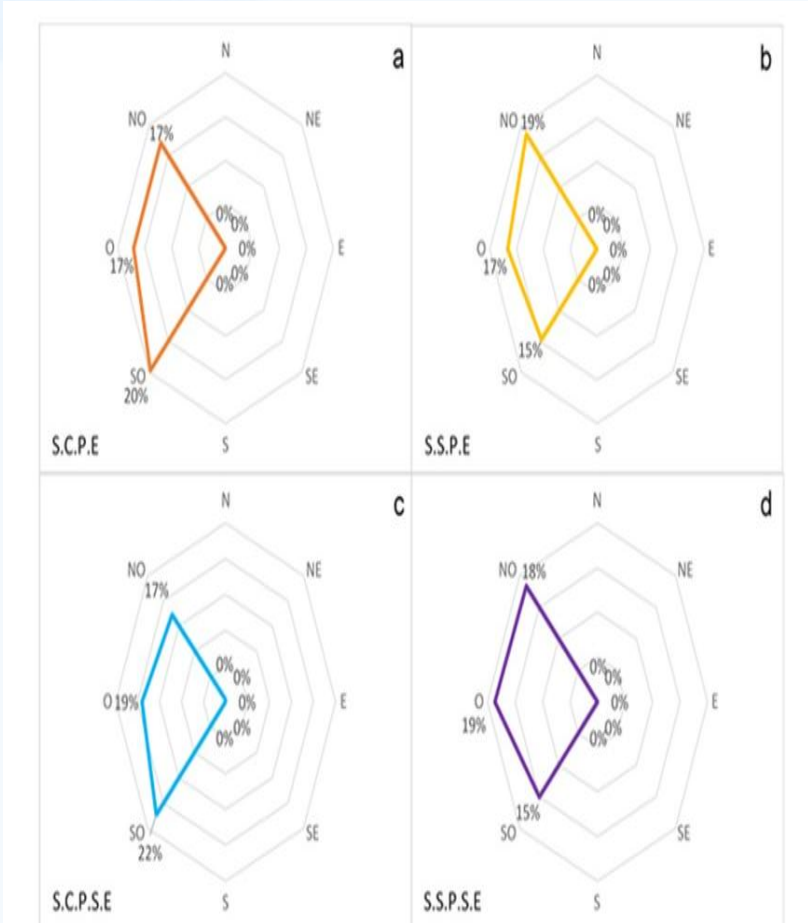 a
N
NO
17%
NE
0%
0%
O
0%
E
17%
0%
0%
SO
20%
SE
S.C.P.E
S
b
N
NO 19%
NE
0%
0%
O
0%
E
17%
0%
0%
15%
SO
SE
S.S.P.E
S
c
N
NO
17%
NE
0%
0%
O 19%
0%
E
0%
0%
SO
22%
SE
S.C.P.S.E
S
d
N
NO 18%
NE
0%
0%
O
0%
E
19%
0%
0%
15%
SO
SE
S.S.P.S.E
S